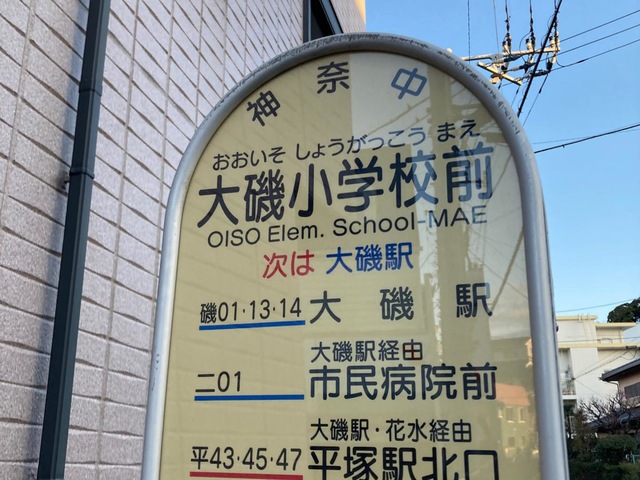 神奈中
おおいそ しょうがっこう まえ
大磯小学校前
OISO Elem. School-MAE
次は 大磯駅
磯01·13·14 大磯駅
大磯駅経由
二01 市民病院前
大磯駅・花水経由
平43·45·47 平塚駅北口